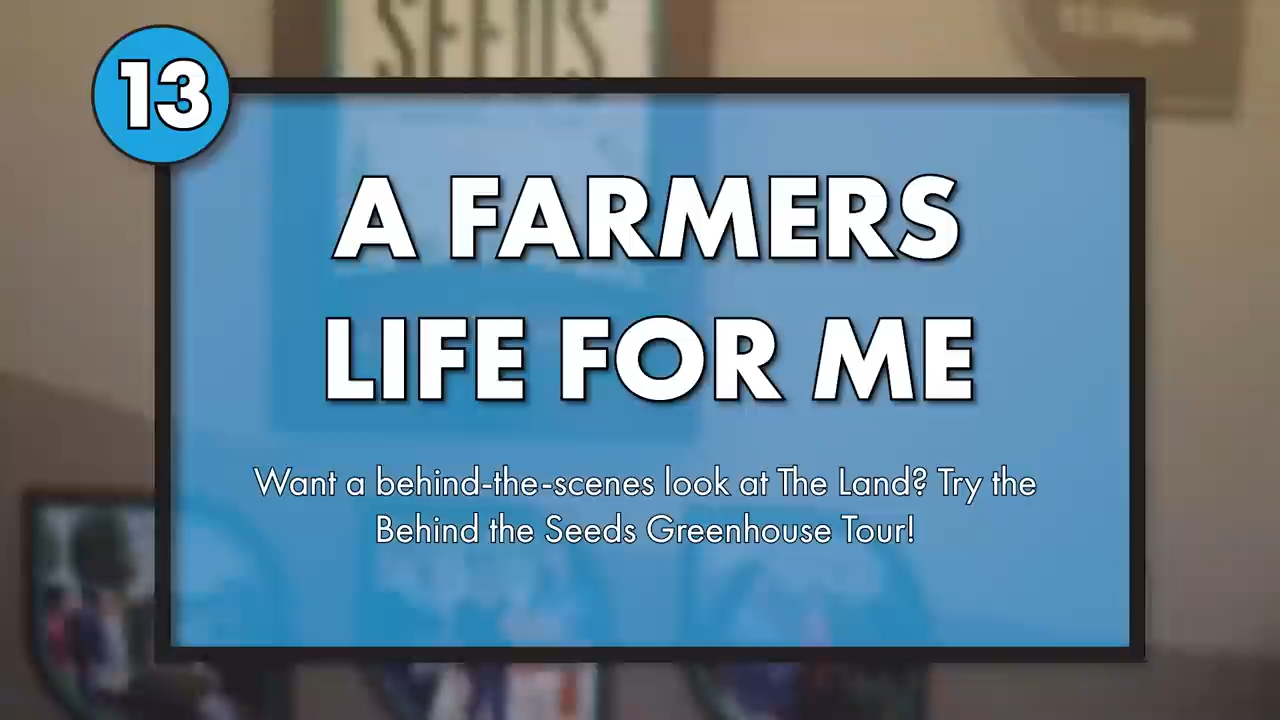 SEEDS
13
A FARMERS
LIFE FOR ME
Want a behind-the-scenes look at The Land? Try the
Behind the Seeds Greenhouse Tour!